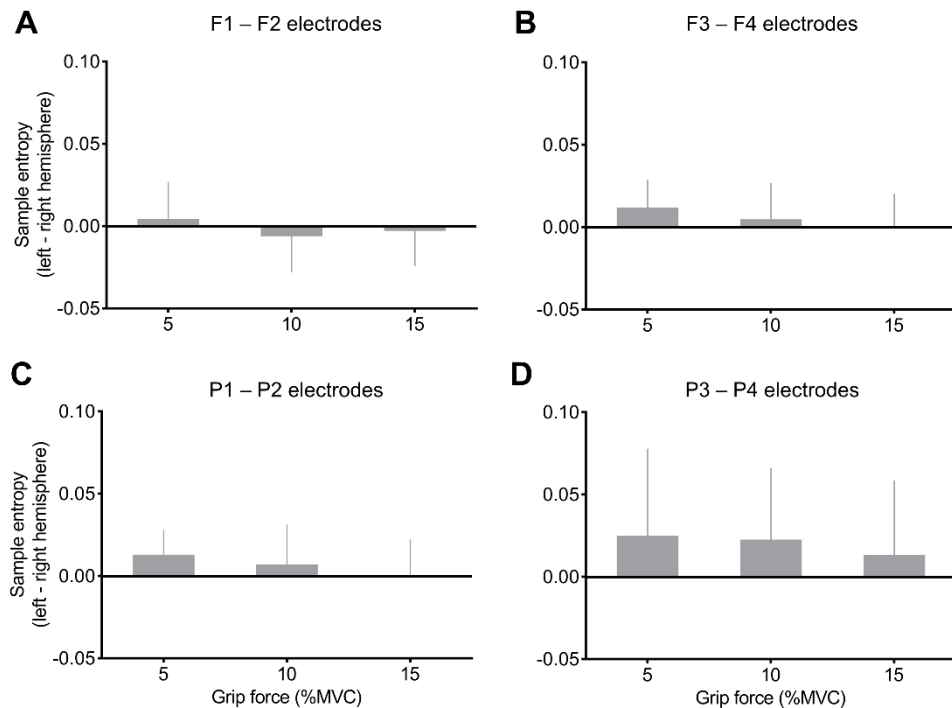 A
F1 – F2 electrodes
Sample entropy
(left - right hemisphere)
0.10
0.05
0.00
-0.05
5
10
15
B
F3 – F4 electrodes
0.10
0.05
0.00
-0.05
5
10
15
C
P1 – P2 electrodes
Sample entropy
(left - right hemisphere)
0.10
0.05
0.00
-0.05
5
10
15
Grip force (%MVC)
D
P3 – P4 electrodes
0.10
0.05
0.00
-0.05
5
10
15
Grip force (%MVC)